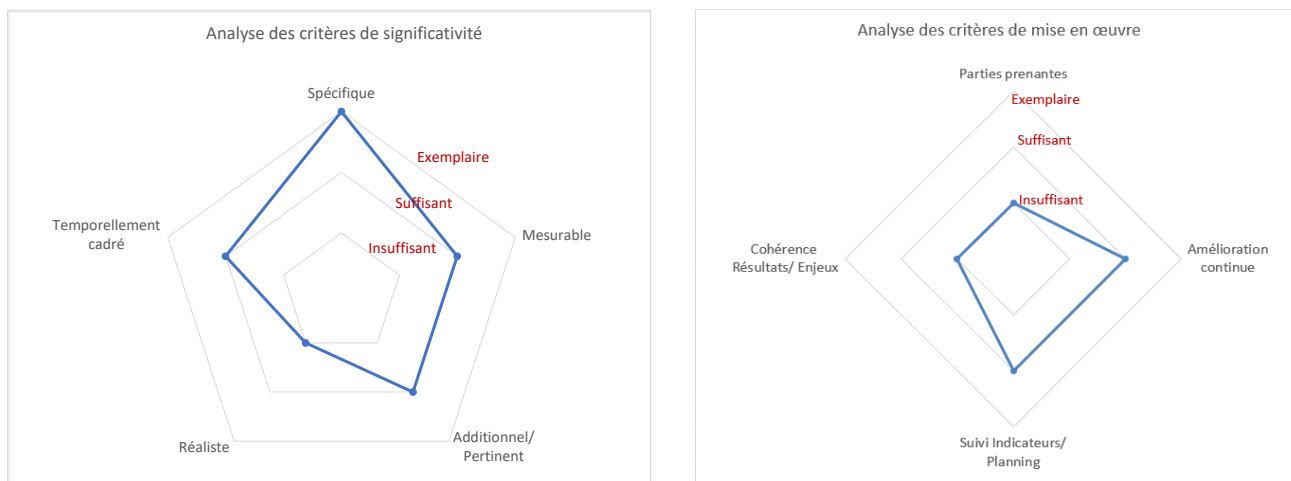 Analyse des critères de significativité
Spécifique
Exemplaire
Suffisant
Insuffisant
Temporellement
cadré
Mesurable
Réaliste
Additionnel/
Pertinent
Analyse des critères de mise en œuvre
Parties prenantes
Exemplaire
Suffisant
Insuffisant
Cohérence
Résultats/ Enjeux
Amélioration
continue
Suivi Indicateurs/
Planning